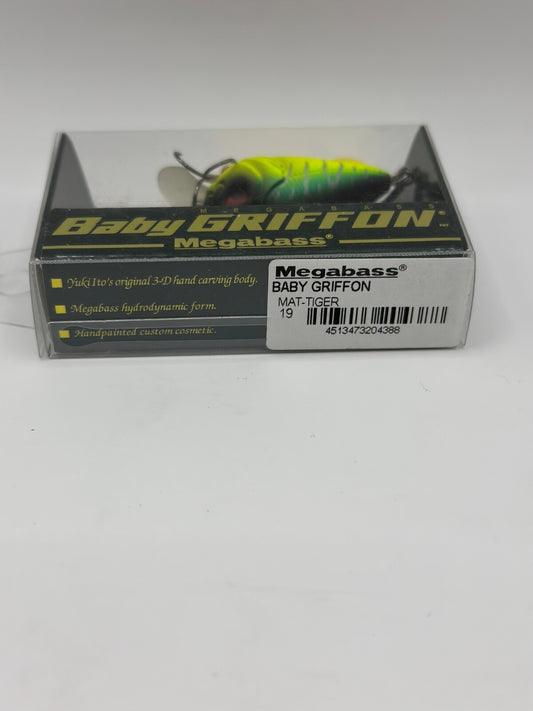 MEGABASS
Baby GRIFFON®
Megabass®
Yuki Ito's original 3-D hand carving body.
Megabass hydrodynamic form.
Handpainted custom cosmetic.
Megabass®
BABY GRIFFON
MAT-TIGER
19
4513473204388